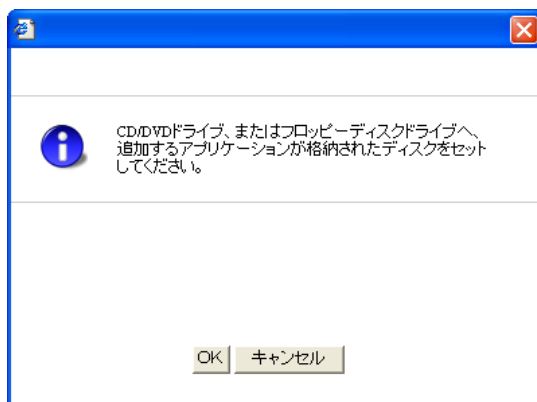 CD/DVDドライブ、またはフロッピーディスクドライブへ、
追加するアプリケーションが格納されたディスクをセット
してください。
OK キャンセル